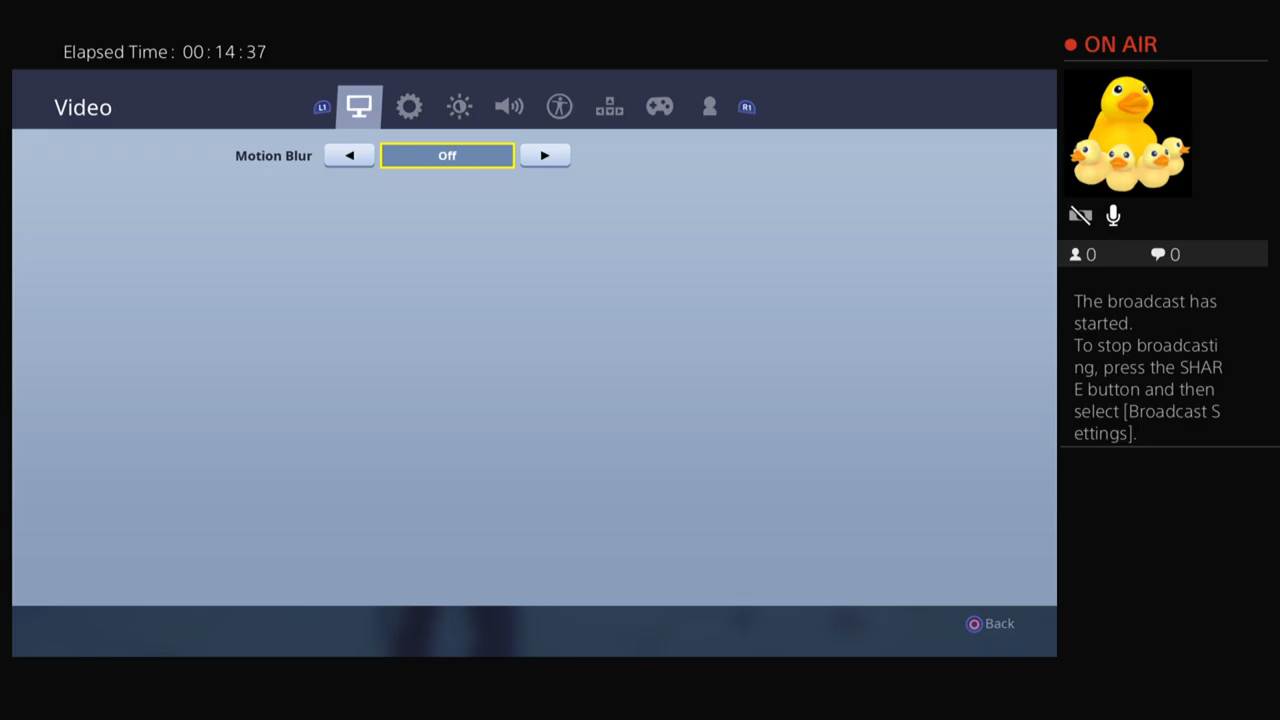 Elapsed Time: 00:14:37
ON AIR
Video
L1
R1
Motion Blur
Off
0
0
The broadcast has
started.
To stop broadcasti
ng, press the SHAR
E button and then
select [Broadcast S
ettings].
Back